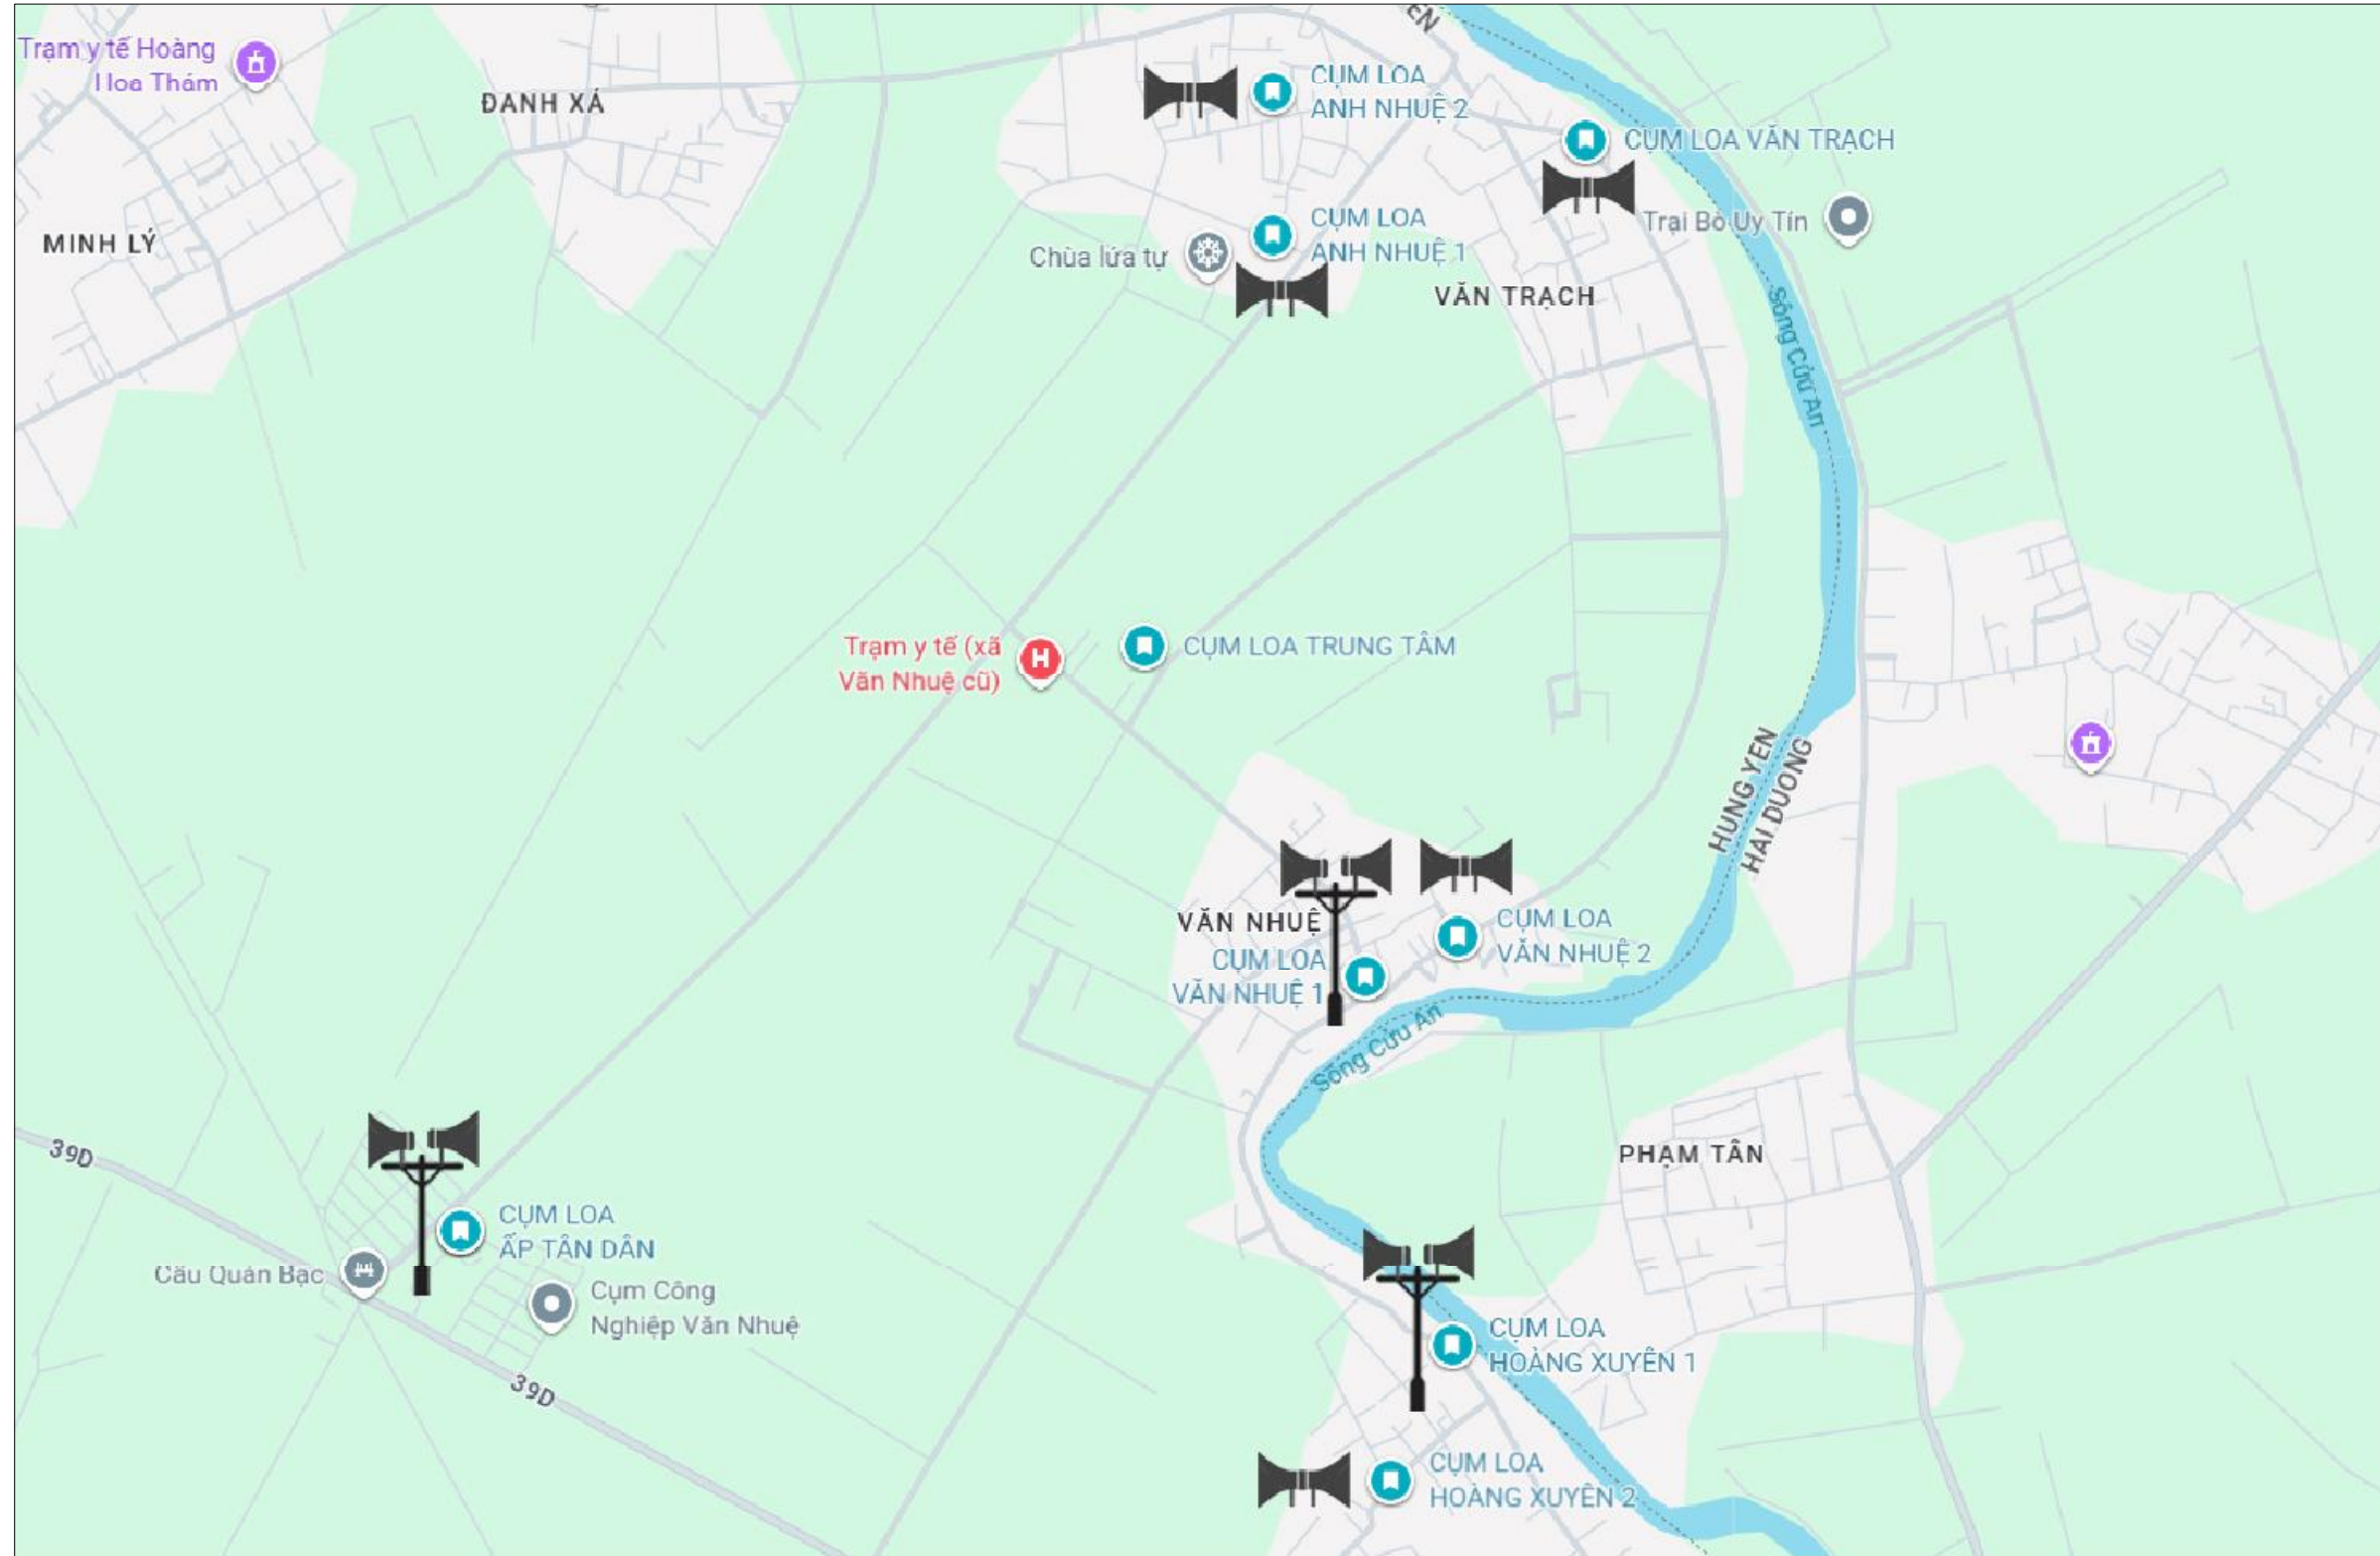 Trạm y tế Hoàng
Hoa Thám
ĐANH XÁ
MINH LÝ
CỤM LOA
ANH NHUỆ 2
CỤM LOA VĂN TRẠCH
Trại Bò Uy Tín
CỤM LOA
ANH NHUỆ 1
Chùa lứa tự
VĂN TRẠCH
Sông Cửu An
Trạm y tế (xã
Văn Nhuệ cũ)
CỤM LOA TRUNG TÂM
HUNG YEN
HAI DUONG
VĂN NHUỆ
CỤM LOA
VĂN NHUỆ 1
CỤM LOA
VĂN NHUỆ 2
Sông Cửu An
39D
PHẠM TÂN
CỤM LOA
ẤP TÂN DÂN
Cầu Quán Bạc
Cụm Công
Nghiệp Văn Nhuệ
39D
CỤM LOA
HOÀNG XUYÊN 1
CỤM LOA
HOÀNG XUYÊN 2